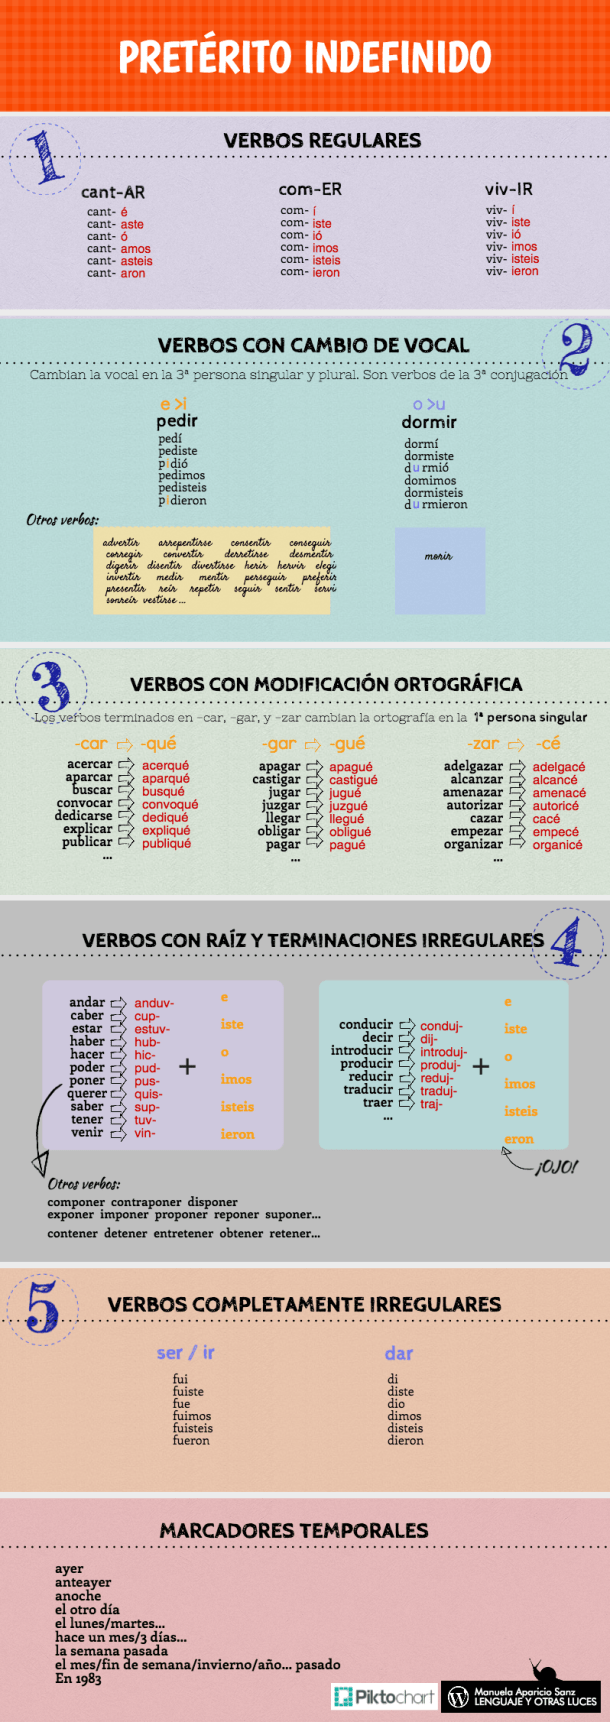 PRETÉRITO INDEFINIDO
1
VERBOS REGULARES
cant-AR
cant- é
cant- aste
cant- ó
cant- amos
cant- asteis
cant- aron
com-ER
com- í
com- iste
com- ió
com- imos
com- isteis
com- ieron
viv-IR
viv- í
viv- iste
viv- ió
viv- imos
viv- isteis
viv- ieron
2
VERBOS CON CAMBIO DE VOCAL
Cambian la vocal en la 3ª persona singular y plural. Son verbos de la 3ª conjugación
e >i
pedir
pedí
pediste
pidió
pedimos
pedisteis
pidieron
o >u
dormir
dormí
dormiste
durmió
domimos
dormisteis
durmieron
Otros verbos:
advertir arrepentirse consentir conseguir
corregir convertir derretirse desmentir
digerir disentir divertirse herir hervir elegi
invertir medir mentir perseguir preferir
presentir reir repetir seguir sentir servi
sonreír vestirse ...
morir
3
VERBOS CON MODIFICACIÓN ORTOGRÁFICA
Los verbos terminados en -car, -gar, y -zar cambian la ortografía en la 1ª persona singular
-car -qué
acercar acerqué
aparcar aparqué
buscar busqué
convocar convoqué
dedicarse dediqué
explicar expliqué
publicar publiqué
...
-gar -gué
apagar apagué
castigar castigué
jugar jugué
juzgar juzgué
llegar llegué
obligar obligué
pagar pagué
...
-zar -cé
adelgazar adelgacé
alcanzar alcancé
amenazar amenacé
autorizar autoricé
cazar cacé
empezar empecé
organizar organicé
...
4
VERBOS CON RAÍZ Y TERMINACIONES IRREGULARES
andar anduv-
caber cup-
estar estuv-
haber hub-
hacer hic-
poder pud-
poner pus-
querer quis-
saber sup-
tener tuv-
venir vin-
+
e
iste
o
imos
isteis
ieron
conducir conduj-
decir dij-
introducir introduj-
producir produj-
reducir reduj-
traducir traduj-
traer traj-
...
+
e
iste
o
imos
isteis
eron
¡OJO!
Otros verbos:
componer contraponer disponer
exponer imponer proponer reponer suponer...
contener detener entretener obtener retener...
5
VERBOS COMPLETAMENTE IRREGULARES
ser / ir
fui
fuiste
fue
fuimos
fuisteis
fueron
dar
di
diste
dio
dimos
disteis
dieron
MARCADORES TEMPORALES
ayer
anteayer
anoche
el otro día
el lunes/martes...
hace un mes/3 días...
la semana pasada
el mes/fin de semana/invierno/año... pasado
En 1983
Piktochart
Manuela Aparicio Sanz
LENGUAJE Y OTRAS LUCES